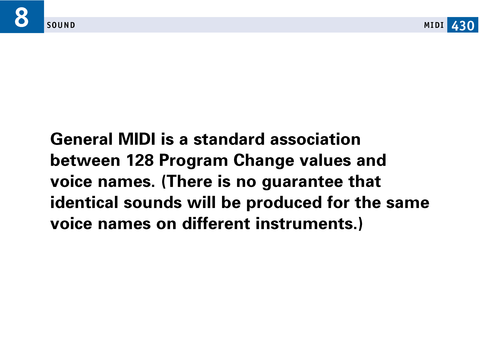 8
SOUND
MIDI 430
General MIDI is a standard association
between 128 Program Change values and
voice names. (There is no guarantee that
identical sounds will be produced for the same
voice names on different instruments.)